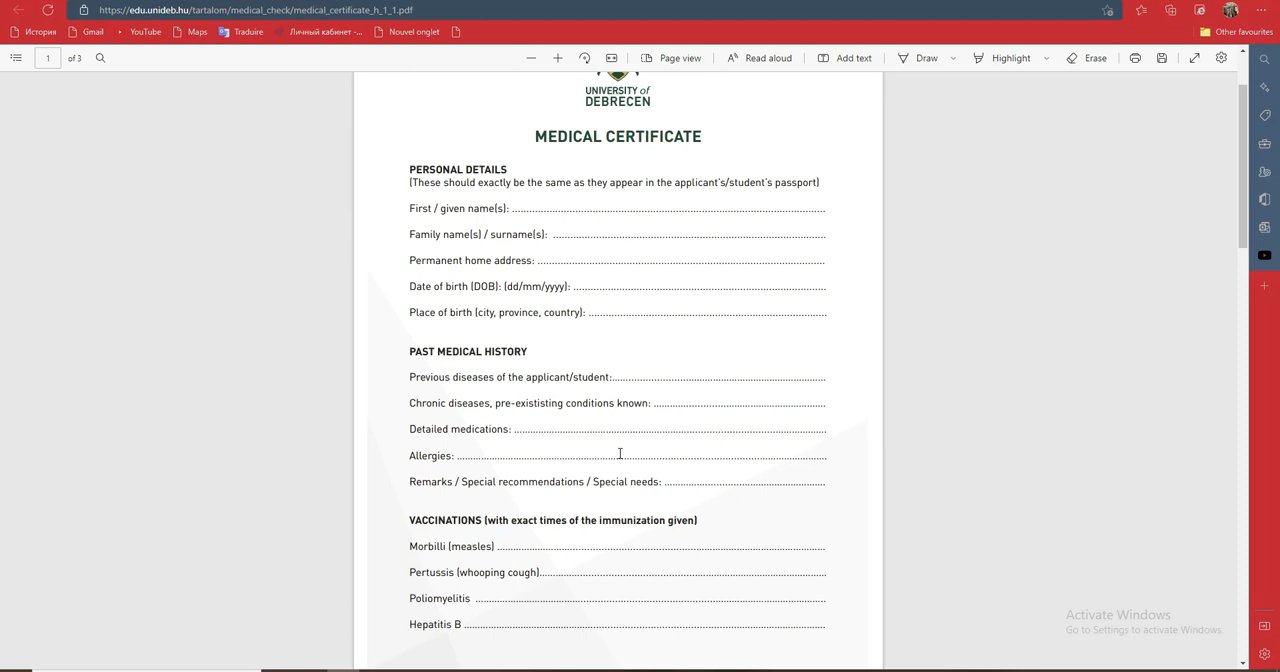 https://edu.unideb.hu/tartalom/medical_check/medical_certificate_h_1_1.pdf
История Gmail YouTube Maps Traduire Личный кабинет -... Nouvel onglet Other favourites
1 of 3 Page view Read aloud Add text Draw Highlight Erase
UNIVERSITY of
DEBRECEN
MEDICAL CERTIFICATE
PERSONAL DETAILS
(These should exactly be the same as they appear in the applicant's/student's passport)
First / given name(s):
Family name(s) / surname(s):
Permanent home address:
Date of birth (DOB): (dd/mm/yyyy):
Place of birth (city, province, country):
PAST MEDICAL HISTORY
Previous diseases of the applicant/student:
Chronic diseases, pre-exististing conditions known:
Detailed medications:
Allergies:
Remarks / Special recommendations / Special needs:
VACCINATIONS (with exact times of the immunization given)
Morbilli (measles)
Pertussis (whooping cough)
Poliomyelitis
Hepatitis B
Activate Windows
Go to Settings to activate Windows.